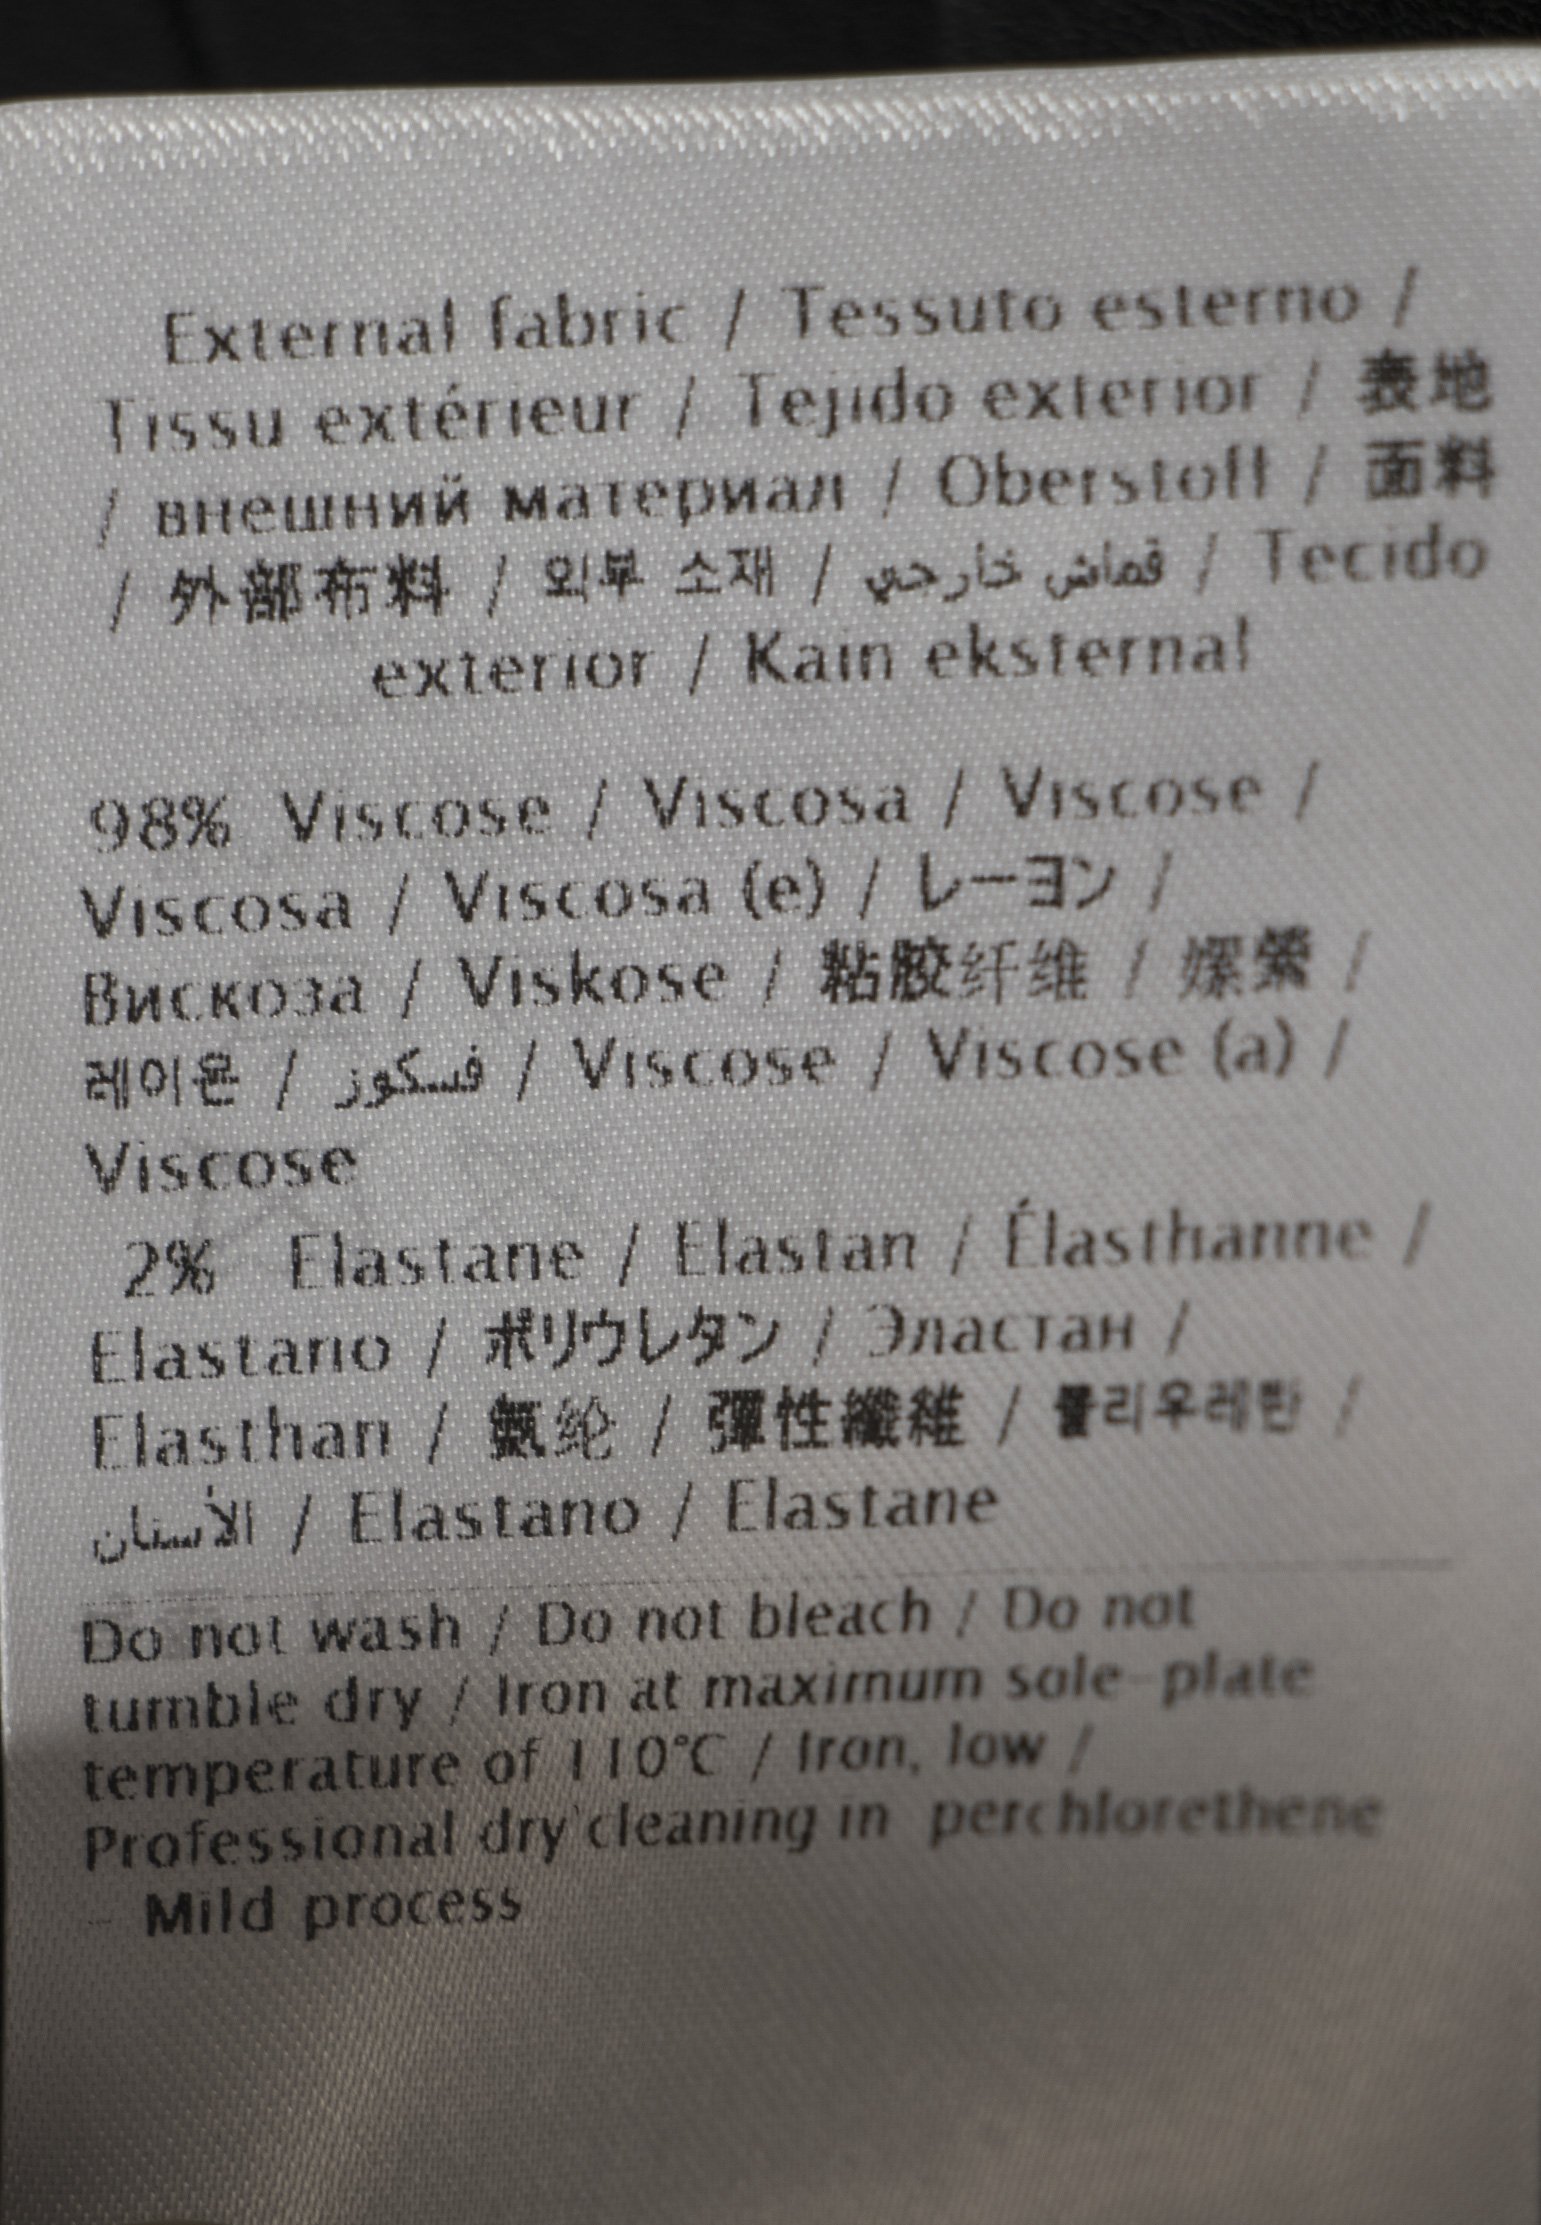 External fabric / Tessuto esterno /
Tissu extérieur / Tejido exterior / 表地
/ внешний материал / Oberstoff / 面料
/ 外部布料 / 외부 소재 / قماش خارجي / Tecido
exterior / Kain eksternal
98% Viscose / Viscosa / Viscose /
Viscosa / Viscosa (e) / レーヨン /
Вискоза / Viskose / 粘胶纤维 / 嫘縈 /
레이온 / فسكوز / Viscose / Viscose (a) /
Viscose
2% Elastane / Elastan / Élasthanne /
Elastano / ポリウレタン / Эластан /
Elasthan / 氨纶 / 彈性纖維 / 폴리우레탄 /
الأستان / Elastano / Elastane
Do not wash / Do not bleach / Do not
tumble dry / Iron at maximum sole-plate
temperature of 110°C / Iron, low /
Professional dry cleaning in perchlorethene
- Mild process